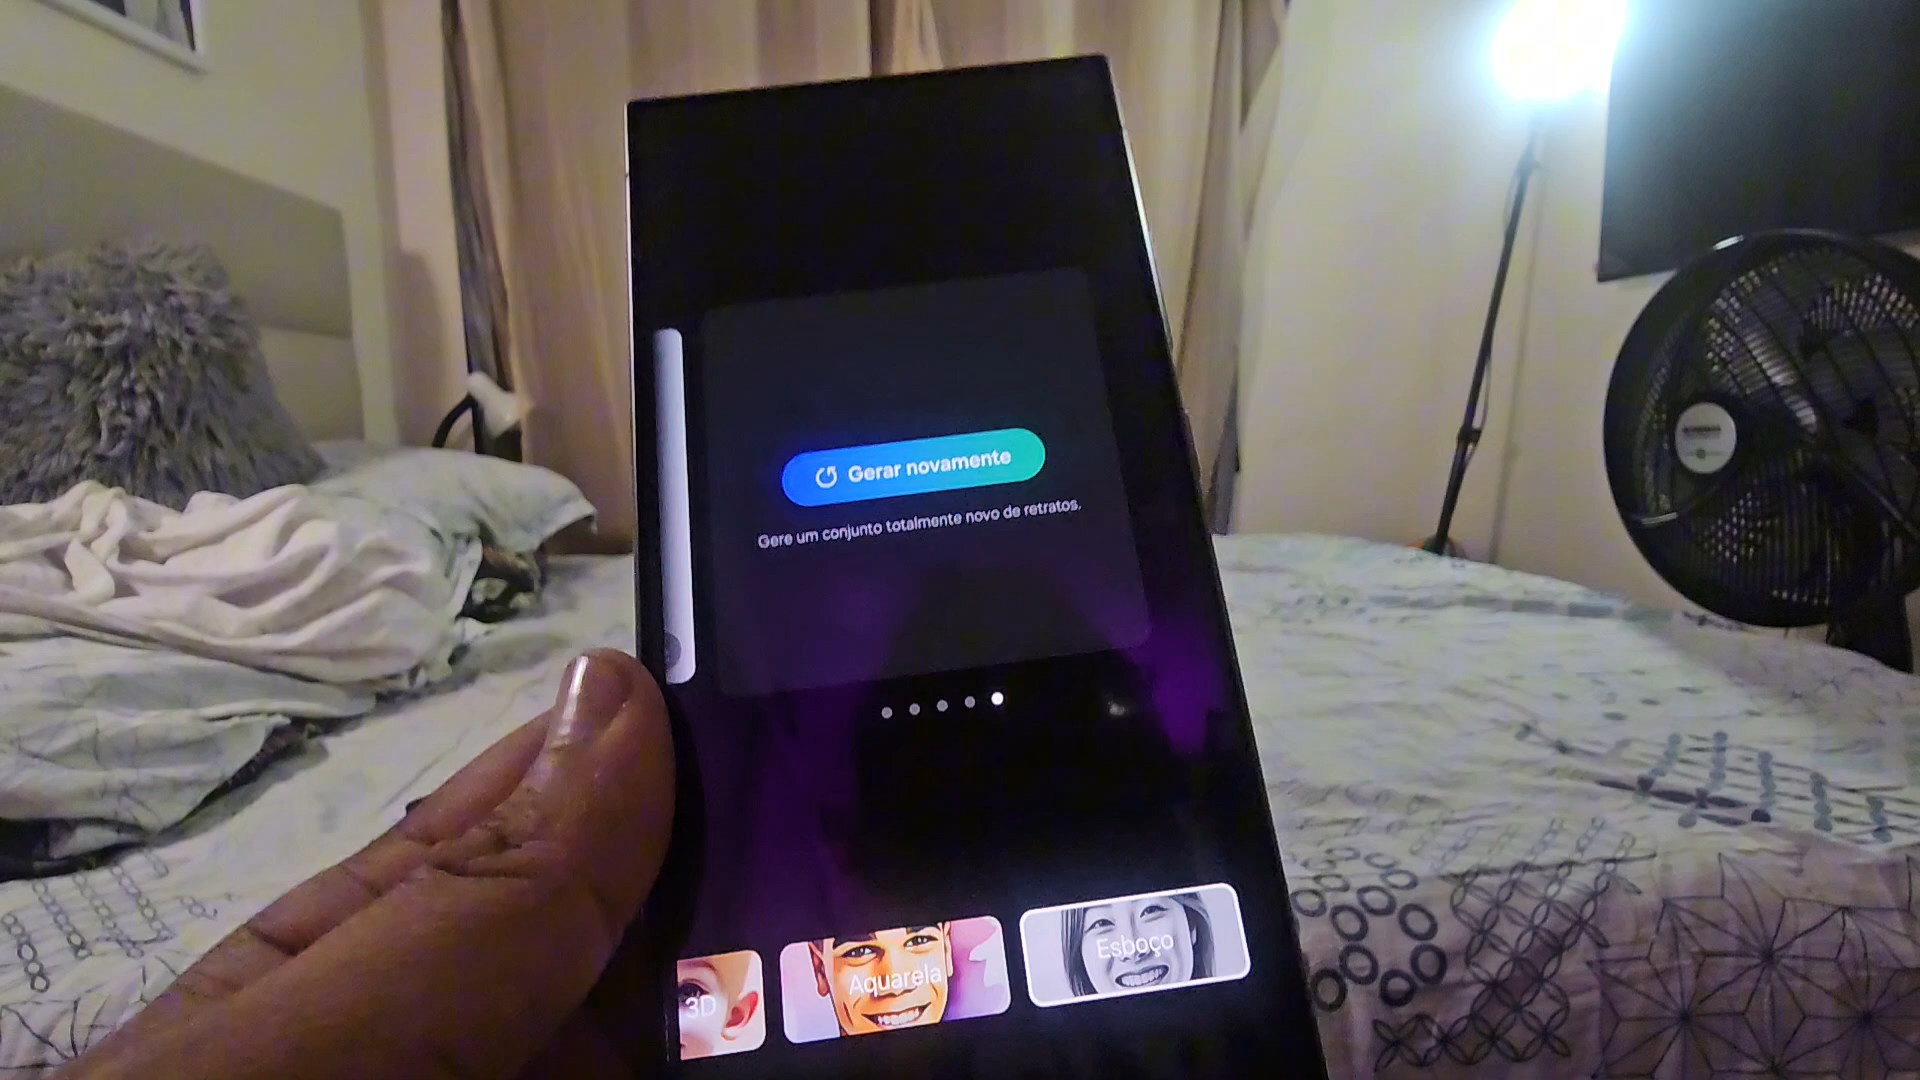 Gerar novamente
Gere um conjunto totalmente novo de retratos.
3D
Aquarela
Esboço